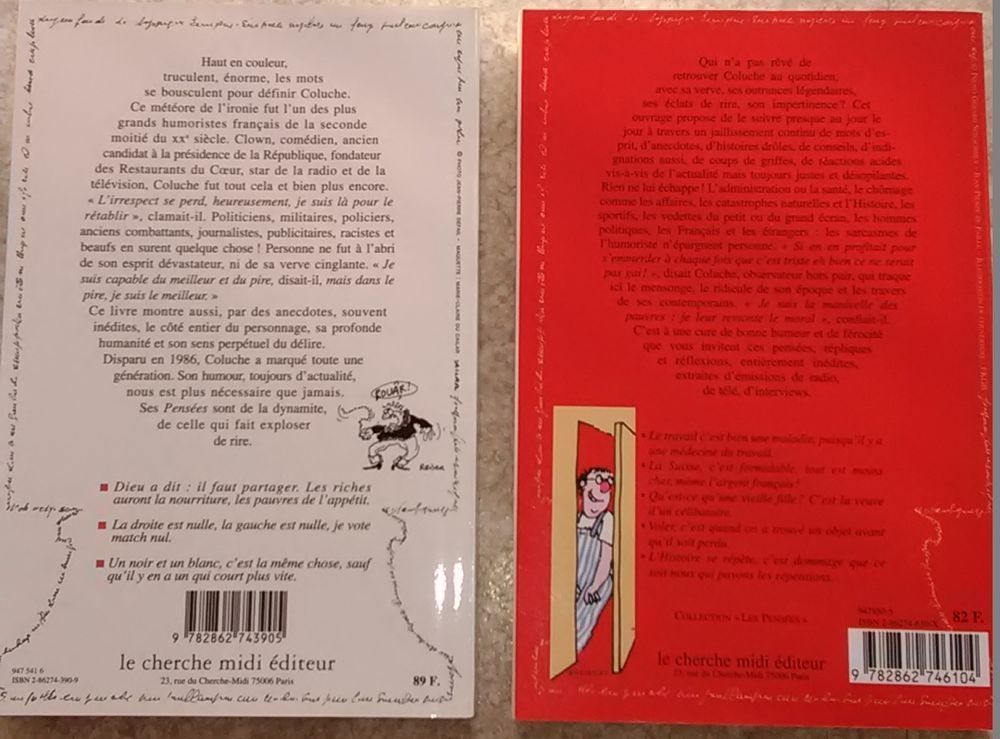 Haut en couleur,
truculent, énorme, les mots
se bousculent pour définir Coluche.
Ce météore de l'ironie fut l'un des plus
grands humoristes français de la seconde
moitié du XXe siècle. Clown, comédien, ancien
candidat à la présidence de la République, fondateur
des Restaurants du Cœur, star de la radio et de la
télévision, Coluche fut tout cela et bien plus encore.
« L'irrespect se perd, heureusement, je suis là pour le
rétablir », clamait-il. Politiciens, militaires, policiers,
anciens combattants, journalistes, publicitaires, racistes et
beaufs en surent quelque chose ! Personne ne fut à l'abri
de son esprit dévastateur, ni de sa verve cinglante. « Je
suis capable du meilleur et du pire, disait-il, mais dans le
pire, je suis le meilleur. »
Ce livre montre aussi, par des anecdotes, souvent
inédites, le côté entier du personnage, sa profonde
humanité et son sens perpétuel du délire.
Disparu en 1986, Coluche a marqué toute une
génération. Son humour, toujours d'actualité,
nous est plus nécessaire que jamais.
Ses Pensées sont de la dynamite,
de celle qui fait exploser
de rire.
ROUAR!
REISER
■ Dieu a dit : il faut partager. Les riches
auront la nourriture, les pauvres de l'appétit.
■ La droite est nulle, la gauche est nulle, je vote
match nul.
■ Un noir et un blanc, c'est la même chose, sauf
qu'il y en a un qui court plus vite.
9 782862 743905
947 541 6
ISBN 2-86274-390-9
le cherche midi éditeur
23, rue du Cherche-Midi 75006 Paris
89 F.
Qui n'a pas rêvé de
retrouver Coluche au quotidien,
avec sa verve, ses outrances légendaires,
ses éclats de rire, son impertinence ? Cet
ouvrage propose de le suivre presque au jour le
jour à travers un jaillissement continu de mots d'es-
prit, d'anecdotes, d'histoires drôles, de conseils, d'indi-
gnations aussi, de coups de griffes, de réactions acides
vis-à-vis de l'actualité mais toujours justes et désopilantes.
Rien ne lui échappe ! L'administration ou la santé, le chômage
comme les affaires, les catastrophes naturelles et l'Histoire, les
sportifs, les vedettes du petit ou du grand écran, les hommes
politiques, les Français et les étrangers : les sarcasmes de
l'humoriste n'épargnent personne. « Si on en profitait pour
s'emmerder à chaque fois que c'est triste eh bien ce ne serait
pas gai ! », disait Coluche, observateur hors pair, qui traque
ici le mensonge, le ridicule de son époque et les travers
de ses contemporains. « Je suis la manivelle des
pauvres : je leur remonte le moral », confiait-il.
C'est à une cure de bonne humeur et de férocité
que vous invitent ces pensées, répliques
et réflexions, entièrement inédites,
extraites d'émissions de radio,
de télé, d'interviews.
• Le travail c'est bien une maladie, puisqu'il y a
une médecine du travail.
• La Suisse, c'est formidable, tout est moins
cher, même l'argent français !
• Qu'est-ce qu'une vieille fille ? C'est la veuve
d'un célibataire.
• Voler, c'est quand on a trouvé un objet avant
qu'il soit perdu.
• L'Histoire se répète, c'est dommage que ce
soit nous qui payons les répétitions.
COLLECTION « LES PENSÉES »
ISBN 2-86274-610-X
82 F.
le cherche midi éditeur
23, rue du Cherche-Midi 75006 Paris
9 782862 746104